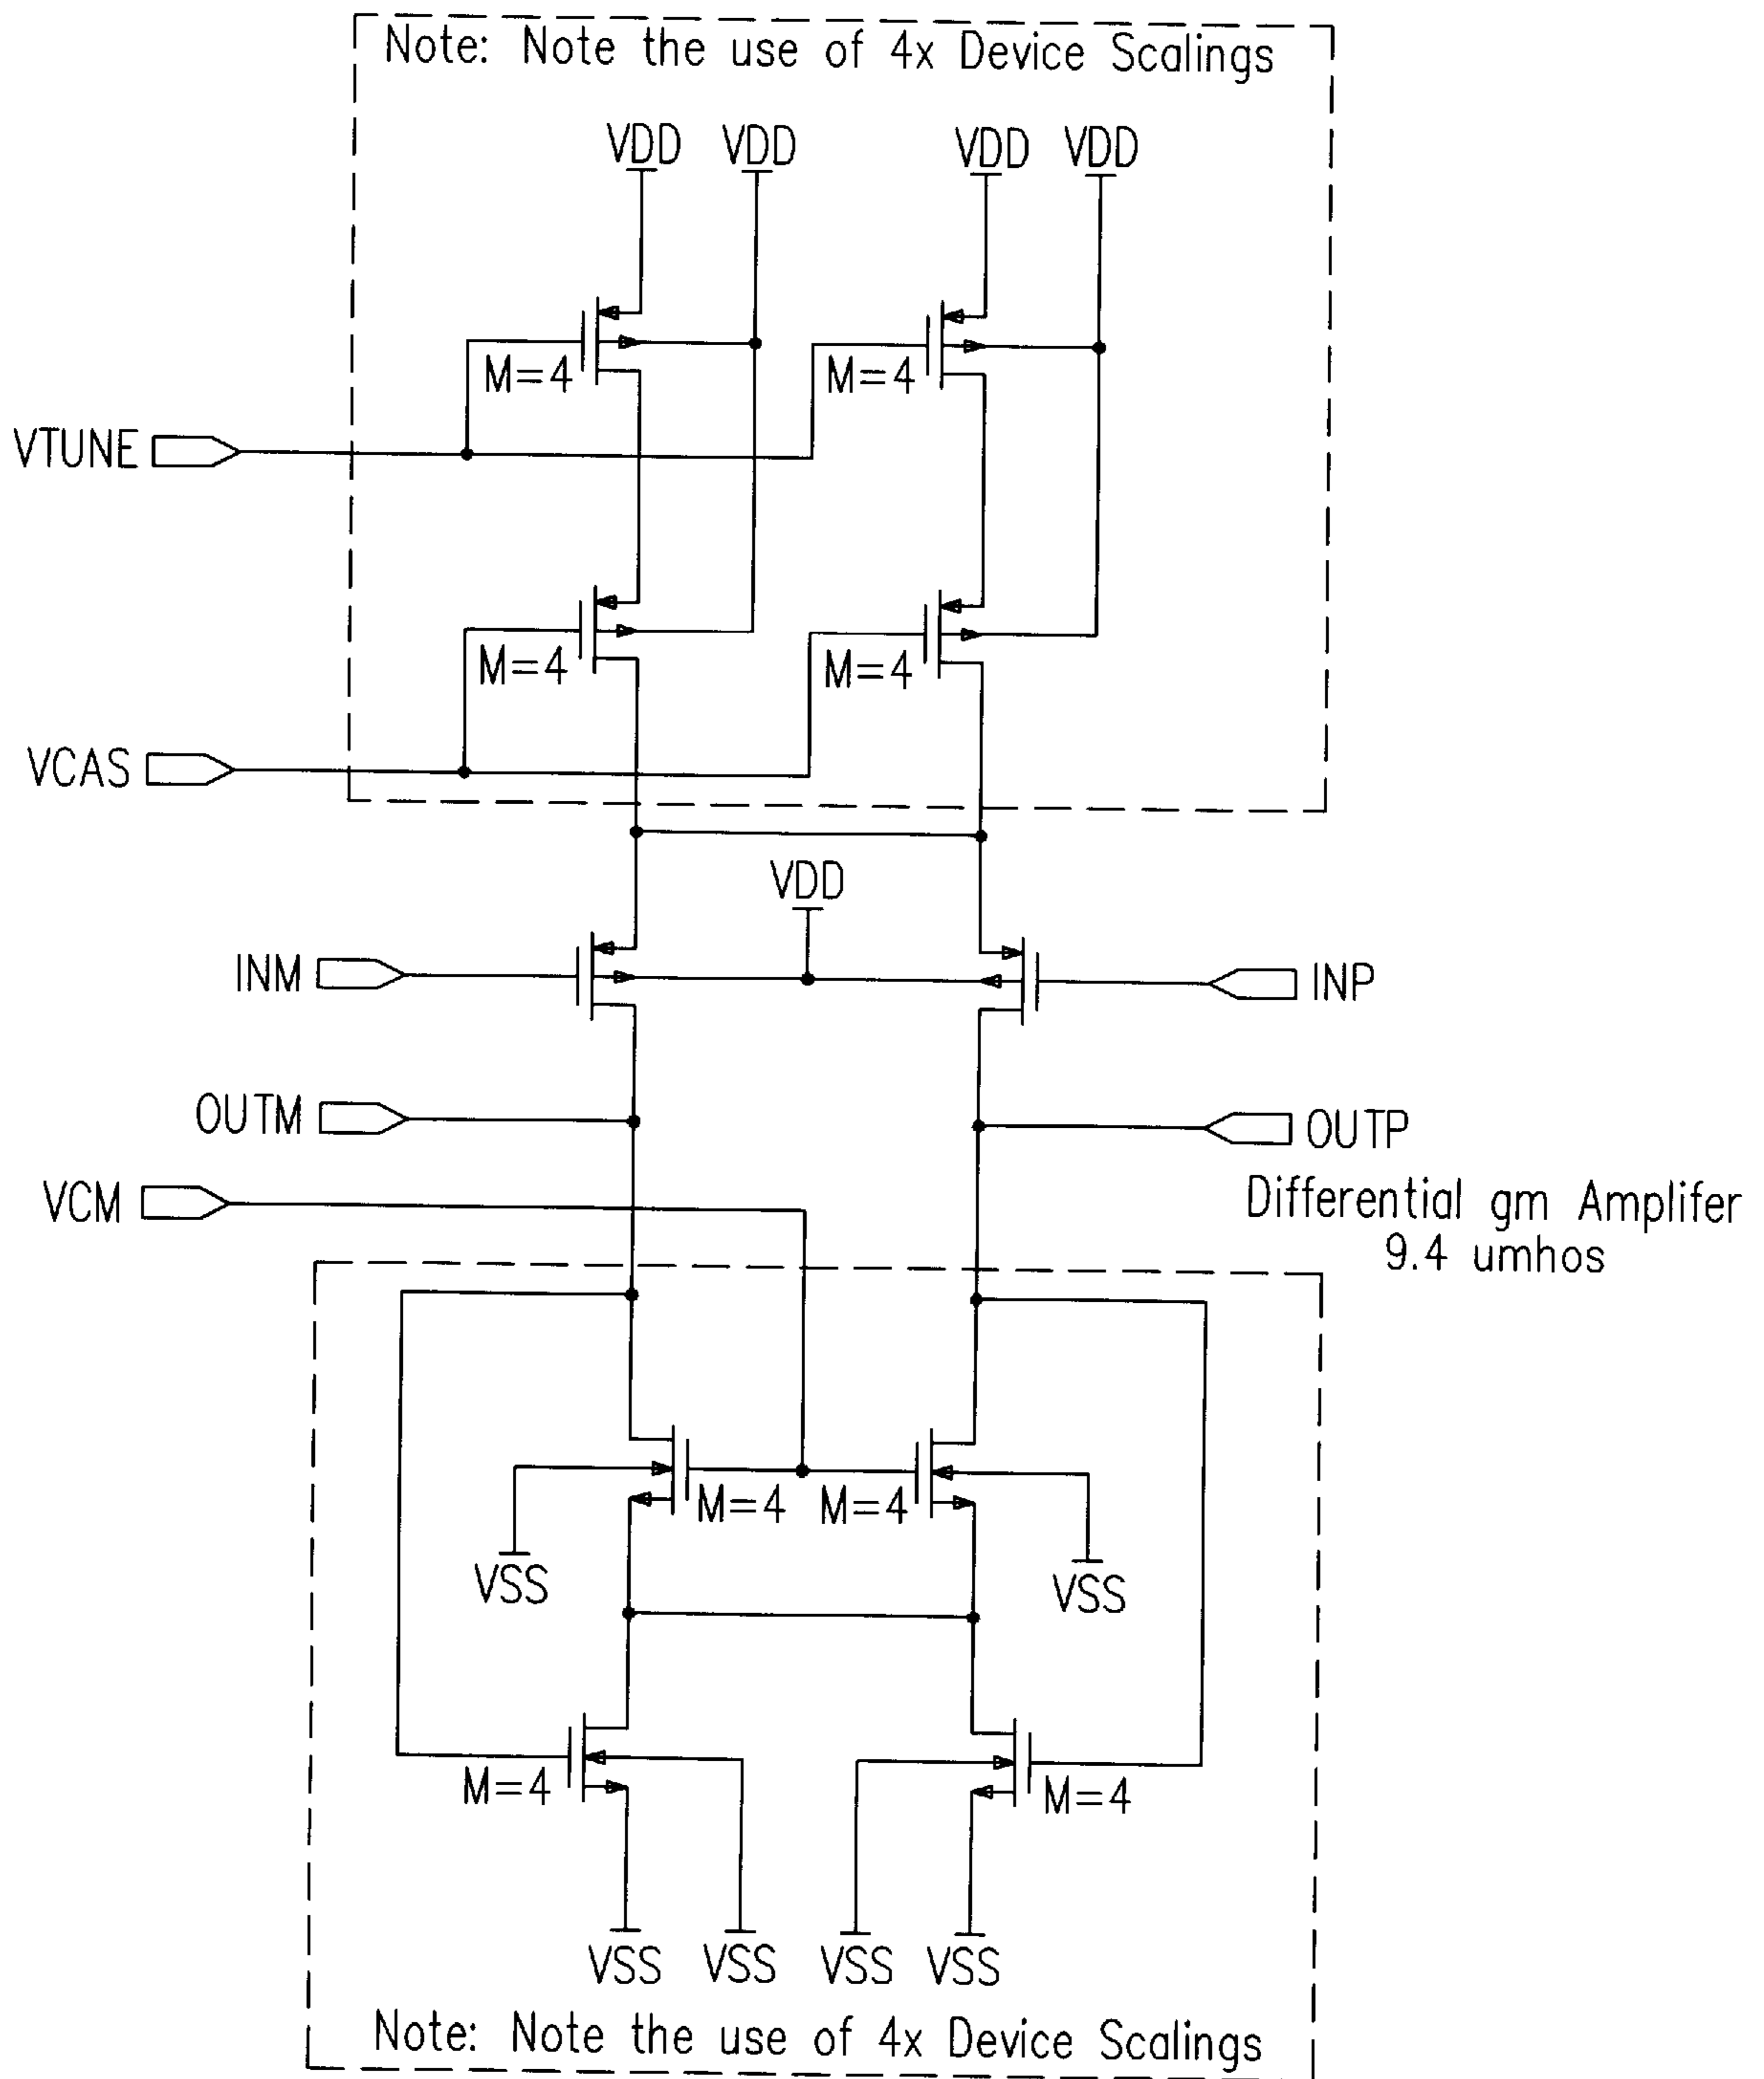 Note: Note the use of 4x Device Scalings
VDD VDD VDD VDD
M=4 M=4
VTUNE
M=4 M=4
VCAS
VDD
INM INP
OUTM OUTP
VCM
Differential gm Amplifer
9.4 umhos
M=4 M=4
VSS VSS
M=4 M=4
VSS VSS VSS VSS
Note: Note the use of 4x Device Scalings